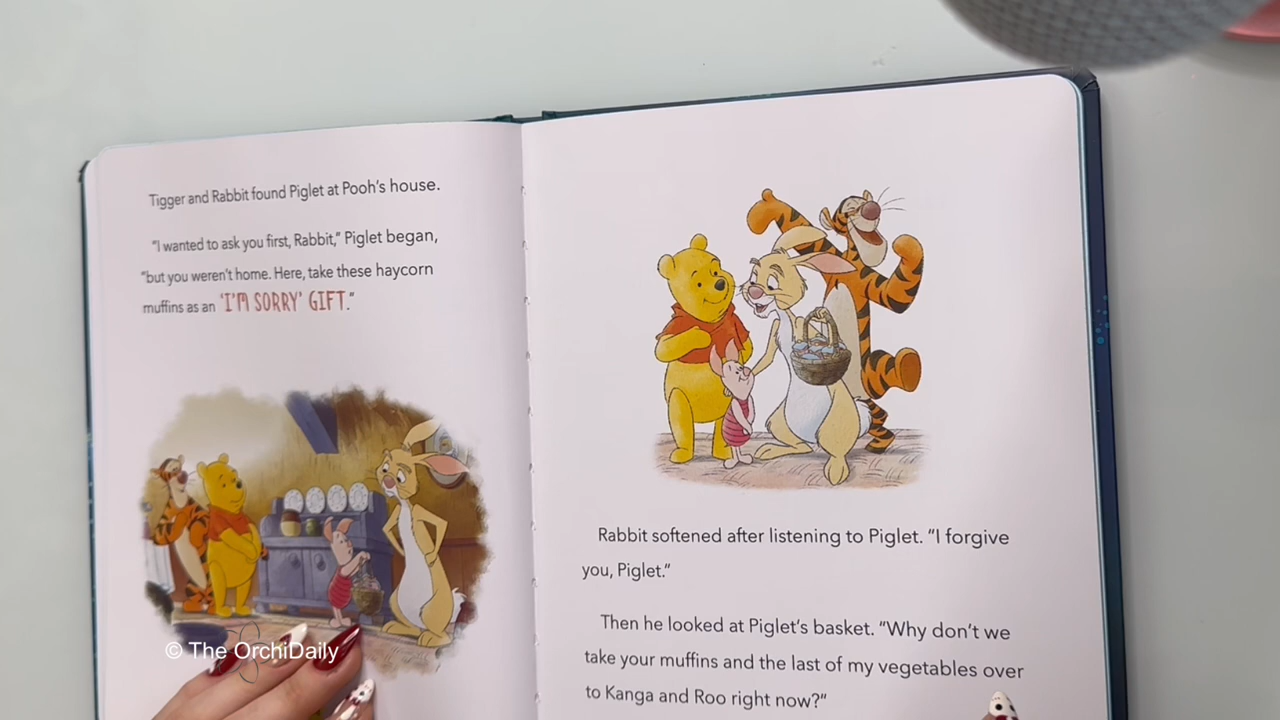 Tigger and Rabbit found Piglet at Pooh's house.
"I wanted to ask you first, Rabbit," Piglet began,
"but you weren't home. Here, take these haycorn
muffins as an 'I'M SORRY' GIFT."
© The OrchiDaily
Rabbit softened after listening to Piglet. "I forgive
you, Piglet."
Then he looked at Piglet's basket. "Why don't we
take your muffins and the last of my vegetables over
to Kanga and Roo right now?"